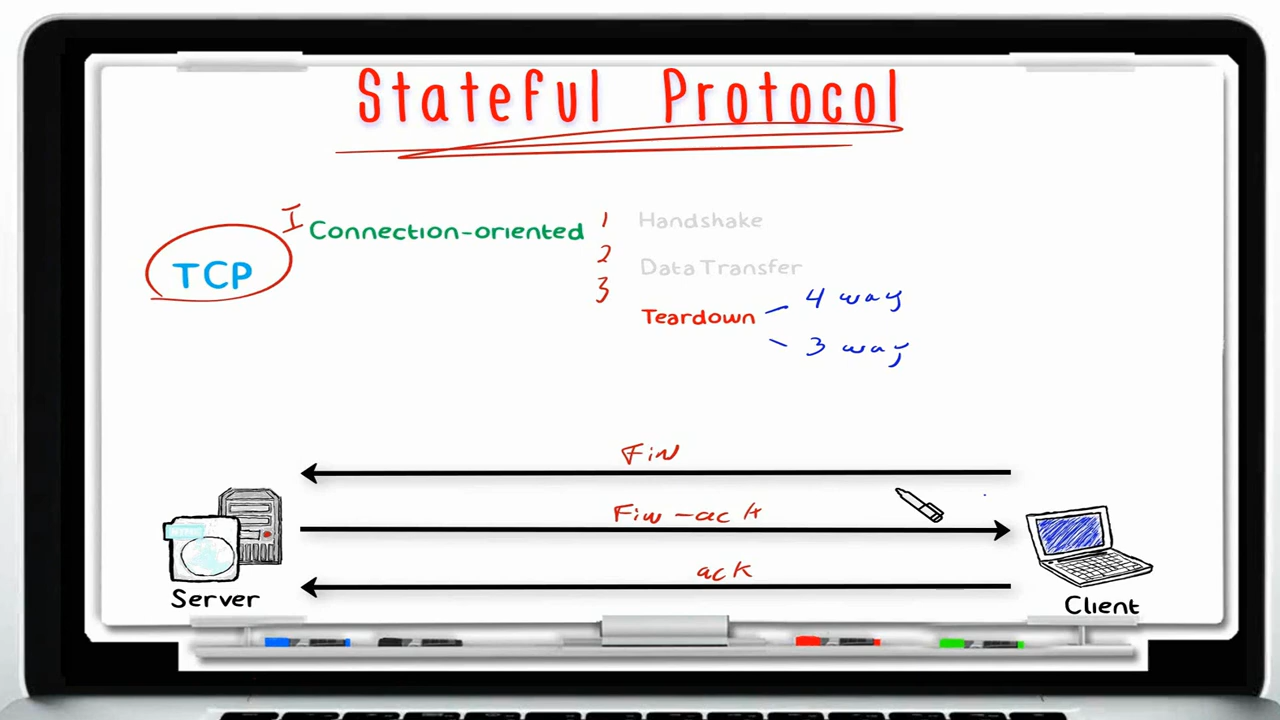 Stateful Protocol
I Connection-oriented
TCP
1 Handshake
2 Data Transfer
3 Teardown
4 way
3 way
Fin
Fin-ack
ack
Server
Client